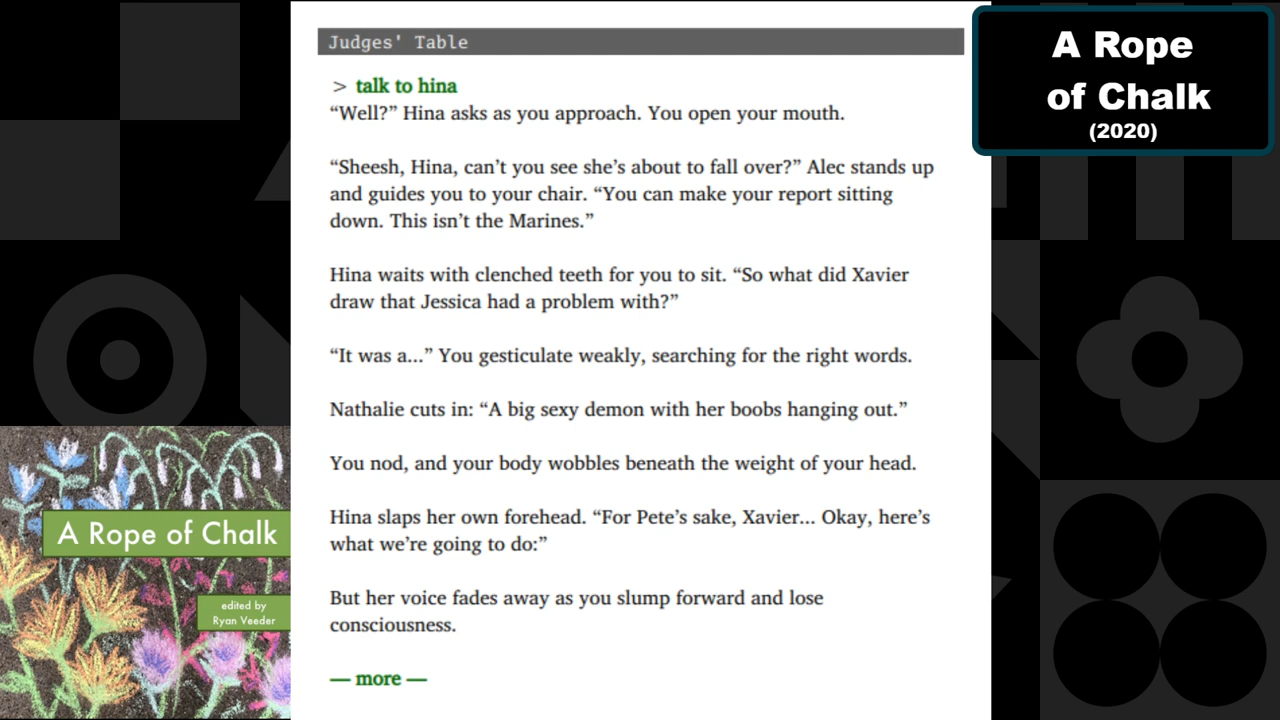 Judges' Table
> talk to hina
“Well?” Hina asks as you approach. You open your mouth.
“Sheesh, Hina, can’t you see she’s about to fall over?” Alec stands up
and guides you to your chair. “You can make your report sitting
down. This isn’t the Marines.”
Hina waits with clenched teeth for you to sit. “So what did Xavier
draw that Jessica had a problem with?”
“It was a...” You gesticulate weakly, searching for the right words.
Nathalie cuts in: “A big sexy demon with her boobs hanging out.”
You nod, and your body wobbles beneath the weight of your head.
Hina slaps her own forehead. “For Pete’s sake, Xavier... Okay, here’s
what we’re going to do:”
But her voice fades away as you slump forward and lose
consciousness.
— more —
A Rope
of Chalk
(2020)
A Rope of Chalk
edited by
Ryan Veeder